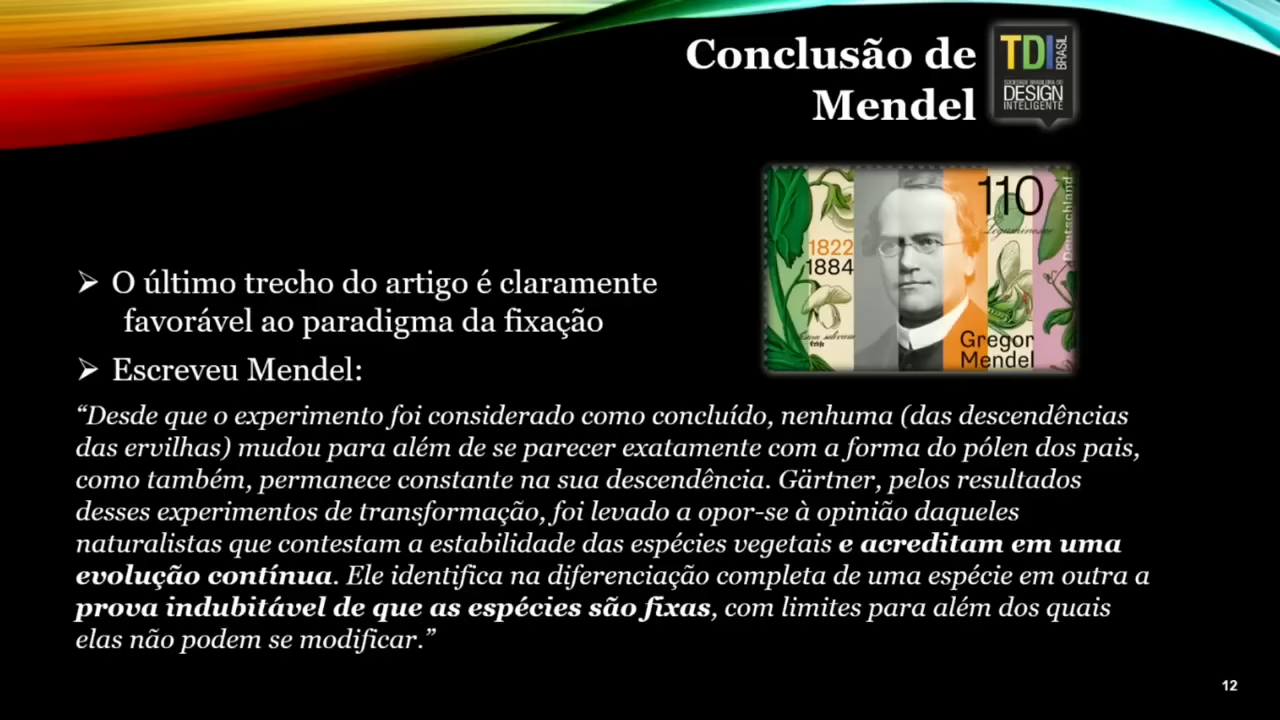 Conclusão de
Mendel
TDI
BRASIL
SOCIEDADE BRASILEIRA DO
DESIGN
INTELIGENTE
110
Deutschland
1822
1884
Gregor
Mendel
➢ O último trecho do artigo é claramente
favorável ao paradigma da fixação
➢ Escreveu Mendel:
“Desde que o experimento foi considerado como concluído, nenhuma (das descendências
das ervilhas) mudou para além de se parecer exatamente com a forma do pólen dos pais,
como também, permanece constante na sua descendência. Gärtner, pelos resultados
desses experimentos de transformação, foi levado a opor-se à opinião daqueles
naturalistas que contestam a estabilidade das espécies vegetais e acreditam em uma
evolução contínua. Ele identifica na diferenciação completa de uma espécie em outra a
prova indubitável de que as espécies são fixas, com limites para além dos quais
elas não podem se modificar.”
12